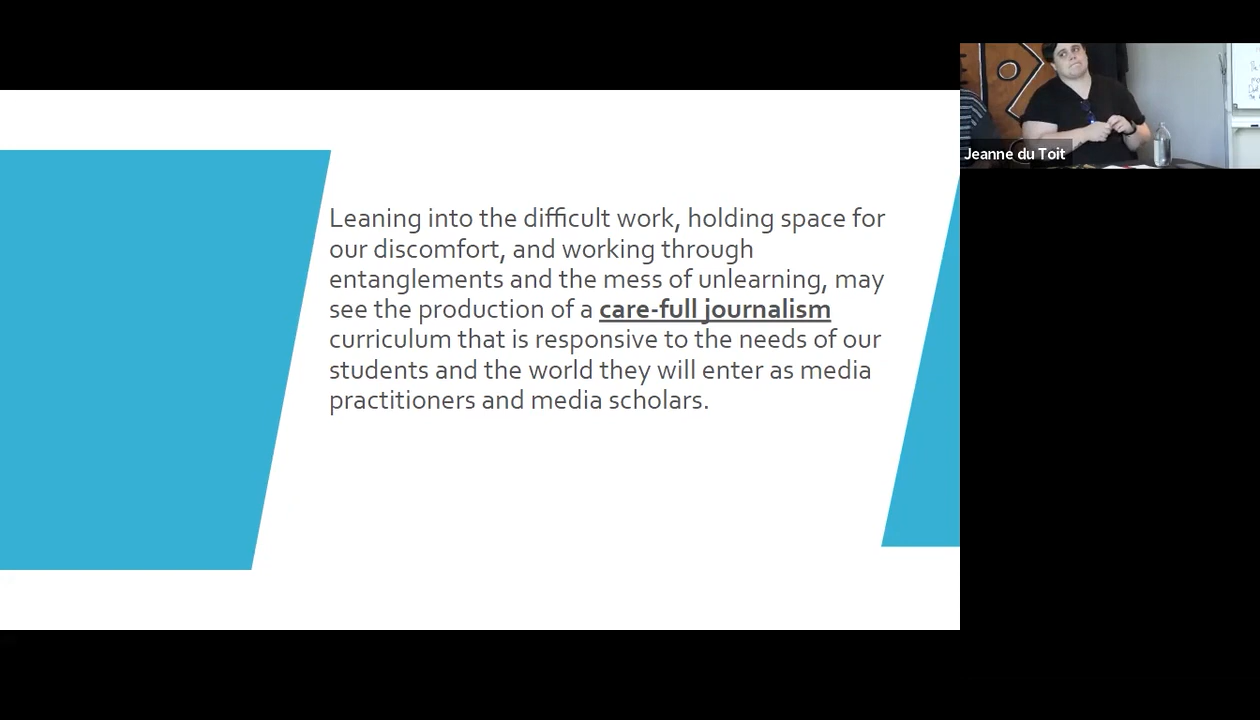 Leaning into the difficult work, holding space for
our discomfort, and working through
entanglements and the mess of unlearning, may
see the production of a care-full journalism
curriculum that is responsive to the needs of our
students and the world they will enter as media
practitioners and media scholars.
Jeanne du Toit